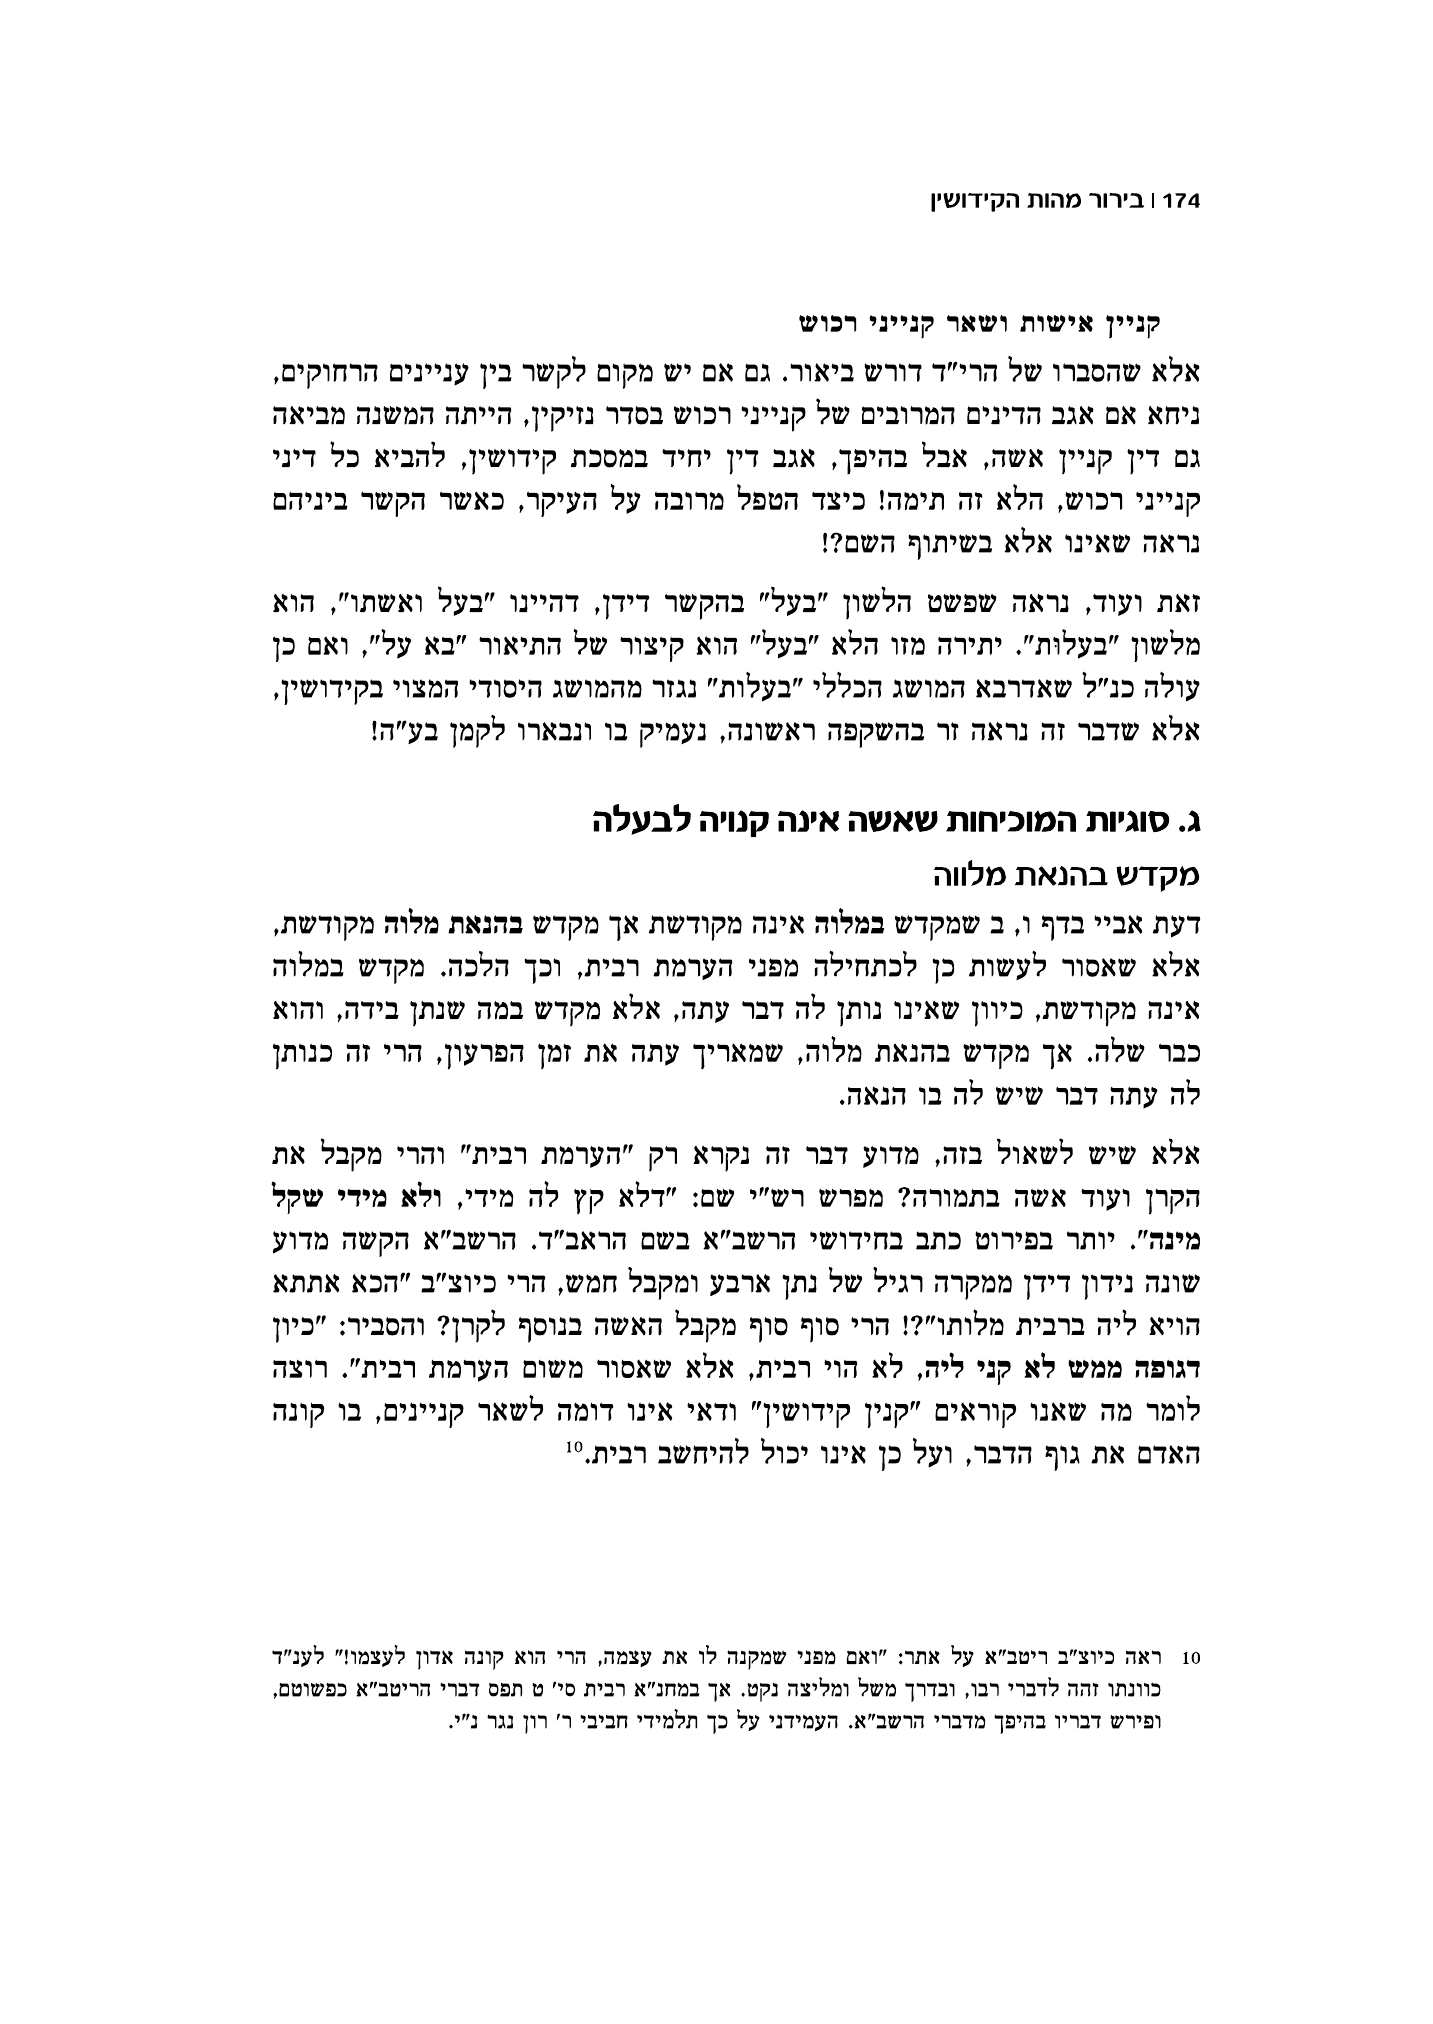 174 | בירור מהות הקידושין
קניין אישות ושאר קנייני רכוש
אלא שהסברו של הרי"ד דורש ביאור. גם אם יש מקום לקשר בין עניינים הרחוקים,
ניחא אם אגב הדינים המרובים של קנייני רכוש בסדר נזיקין, הייתה המשנה מביאה
גם דין קניין אשה, אבל בהיפך, אגב דין יחיד במסכת קידושין, להביא כל דיני
קנייני רכוש, הלא זה תימה! כיצד הטפל מרובה על העיקר, כאשר הקשר ביניהם
נראה שאינו אלא בשיתוף השם?!
זאת ועוד, נראה שפשט הלשון "בעל" בהקשר דידן, דהיינו "בעל ואשתו", הוא
מלשון "בעלוּת". יתירה מזו הלא "בעל" הוא קיצור של התיאור "בא על", ואם כן
עולה כנ"ל שאדרבא המושג הכללי "בעלות" נגזר מהמושג היסודי המצוי בקידושין,
אלא שדבר זה נראה זר בהשקפה ראשונה, נעמיק בו ונבארו לקמן בע"ה!
ג. סוגיות המוכיחות שאשה אינה קנויה לבעלה
מקדש בהנאת מלווה
דעת אביי בדף ו, ב שמקדש במלוה אינה מקודשת אך מקדש בהנאת מלוה מקודשת,
אלא שאסור לעשות כן לכתחילה מפני הערמת רבית, וכך הלכה. מקדש במלוה
אינה מקודשת, כיוון שאינו נותן לה דבר עתה, אלא מקדש במה שנתן בידה, והוא
כבר שלה. אך מקדש בהנאת מלוה, שמאריך עתה את זמן הפרעון, הרי זה כנותן
לה עתה דבר שיש לה בו הנאה.
אלא שיש לשאול בזה, מדוע דבר זה נקרא רק "הערמת רבית" והרי מקבל את
הקרן ועוד אשה בתמורה? מפרש רש"י שם: "דלא קץ לה מידי, ולא מידי שקל
מינה". יותר בפירוט כתב בחידושי הרשב"א בשם הראב"ד. הרשב"א הקשה מדוע
שונה נידון דידן ממקרה רגיל של נתן ארבע ומקבל חמש, הרי כיוצ"ב "הכא אתתא
הויא ליה ברבית מלותו"?! הרי סוף סוף מקבל האשה בנוסף לקרן? והסביר: "כיון
דגופה ממש לא קני ליה, לא הוי רבית, אלא שאסור משום הערמת רבית". רוצה
לומר מה שאנו קוראים "קנין קידושין" ודאי אינו דומה לשאר קניינים, בו קונה
האדם את גוף הדבר, ועל כן אינו יכול להיחשב רבית.10
10 ראה כיוצ"ב ריטב"א על אתר: "ואם מפני שמקנה לו את עצמה, הרי הוא קונה אדון לעצמו!" לענ"ד
כוונתו זהה לדברי רבו, ובדרך משל ומליצה נקט. אך במחנ"א רבית סי' ט תפס דברי הריטב"א כפשוטם,
ופירש דבריו בהיפך מדברי הרשב"א. העמידני על כך תלמידי חביבי ר' רון נגר נ"י.